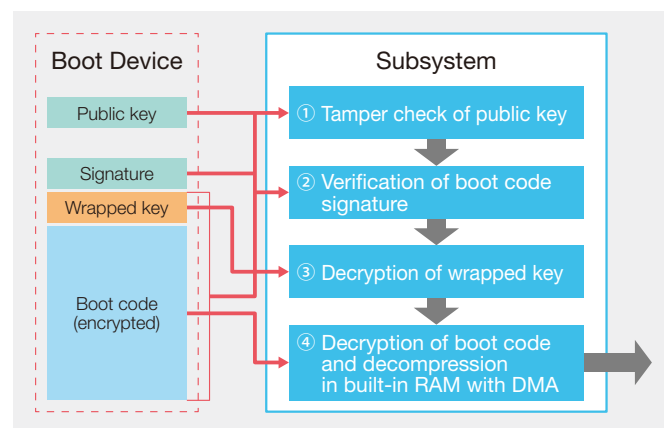 Boot Device
Public key
Signature
Wrapped key
Boot code
(encrypted)
Subsystem
① Tamper check of public key
② Verification of boot code
signature
③ Decryption of wrapped key
④ Decryption of boot code
and decompression
in built-in RAM with DMA